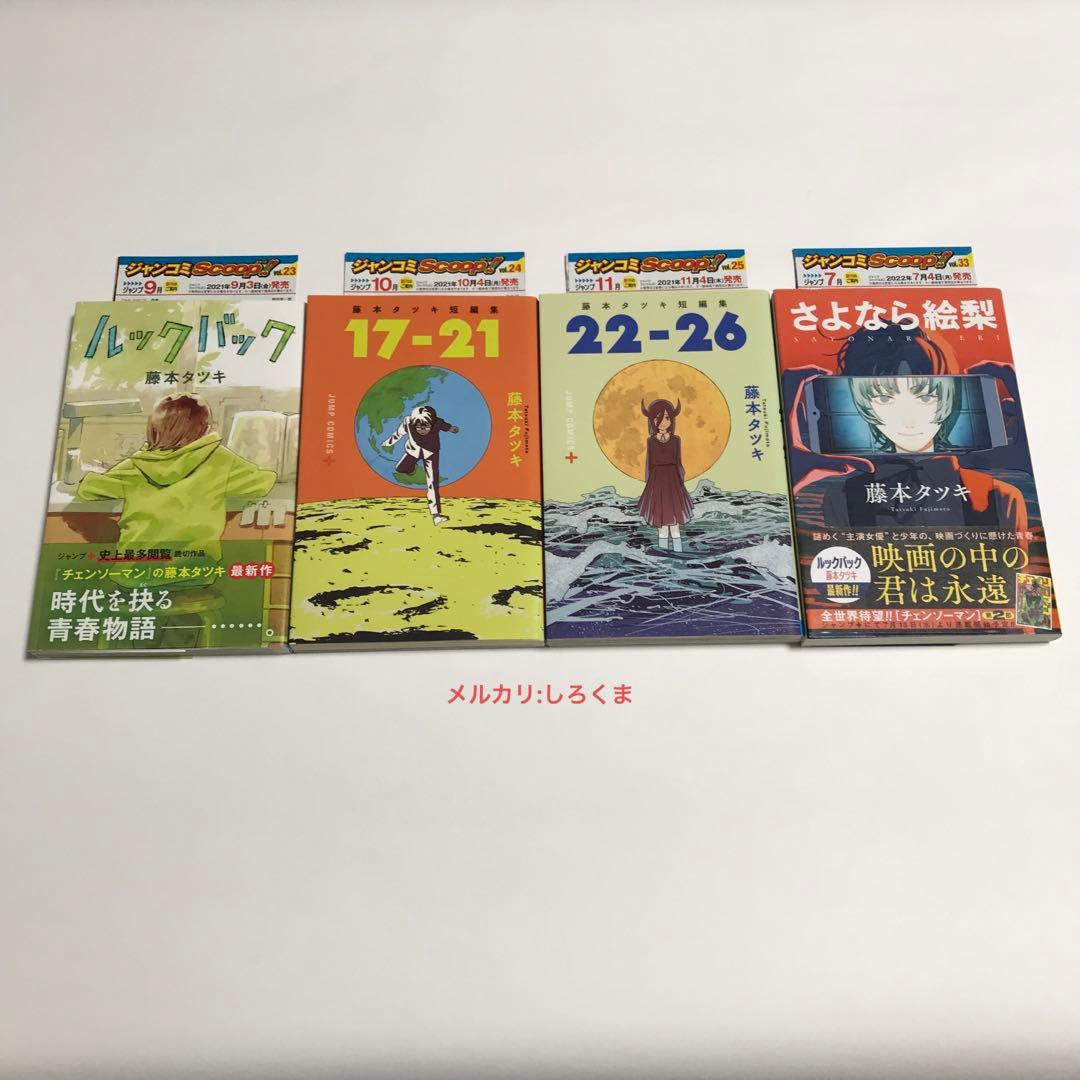 ジャンコミScoop!! vol.23
ジャンプ9月
2021年9月3日(金)発売
ルックバック
藤本タツキ
ジャンプ+史上最多閲覧 読切作品
『チェンソーマン』の藤本タツキ 最新作
時代を抉る
青春物語────……。
ジャンコミScoop!! vol.24
ジャンプ10月
2021年10月4日(月)発売
藤本タツキ短編集
17-21
藤本タツキ
Tatsuki Fujimoto
JUMP COMICS+
ジャンコミScoop!! vol.25
ジャンプ11月
2021年11月4日(木)発売
藤本タツキ短編集
22-26
藤本タツキ
Tatsuki Fujimoto
JUMP COMICS+
ジャンコミScoop!! vol.33
ジャンプ7月
2022年7月4日(月)発売
さよなら絵梨
SAYONARA ERI
藤本タツキ
Tatsuki Fujimoto
謎めく"主演女優"と少年の、映画づくりに懸けた青春
ルックバック
藤本タツキ
最新作!!
映画の中の
君は永遠
全世界待望!!【チェンソーマン】第2部
メルカリ:しろくま